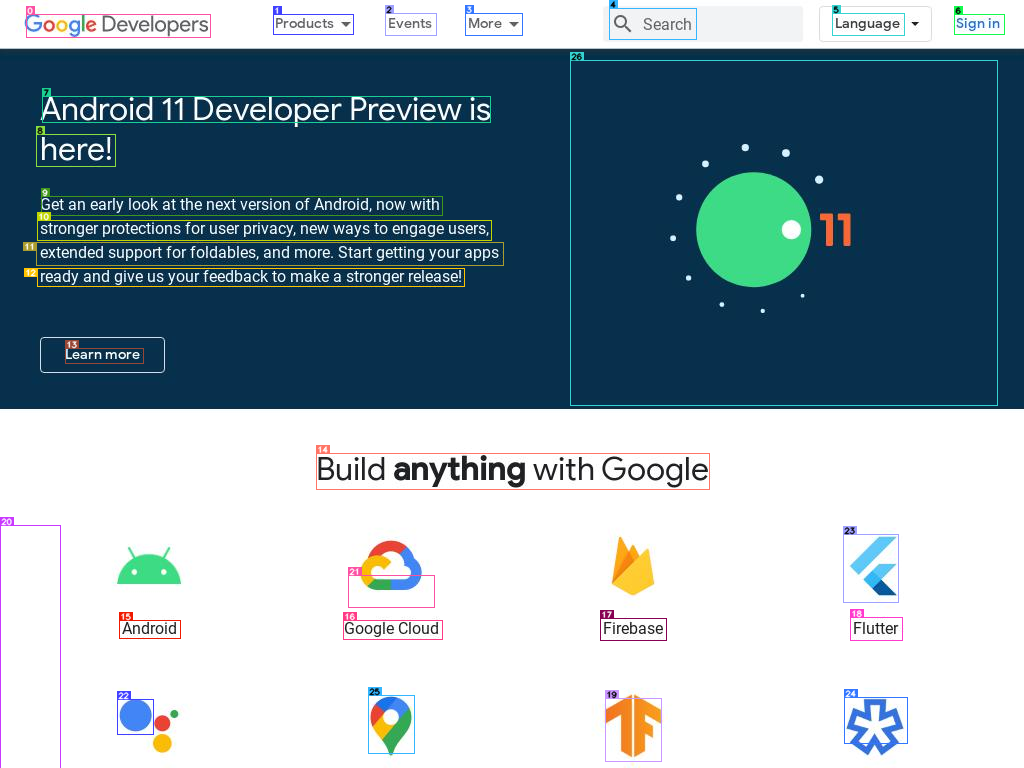 Google Developers
Products
Events
More
Search
Language
Sign in
Android 11 Developer Preview is
here!
Get an early look at the next version of Android, now with
stronger protections for user privacy, new ways to engage users,
extended support for foldables, and more. Start getting your apps
ready and give us your feedback to make a stronger release!
Learn more
11
Build anything with Google
Android
Google Cloud
Firebase
Flutter
0
1
2
3
4
5
6
7
8
9
10
11
12
13
14
15
16
17
18
19
20
21
22
23
24
25
26